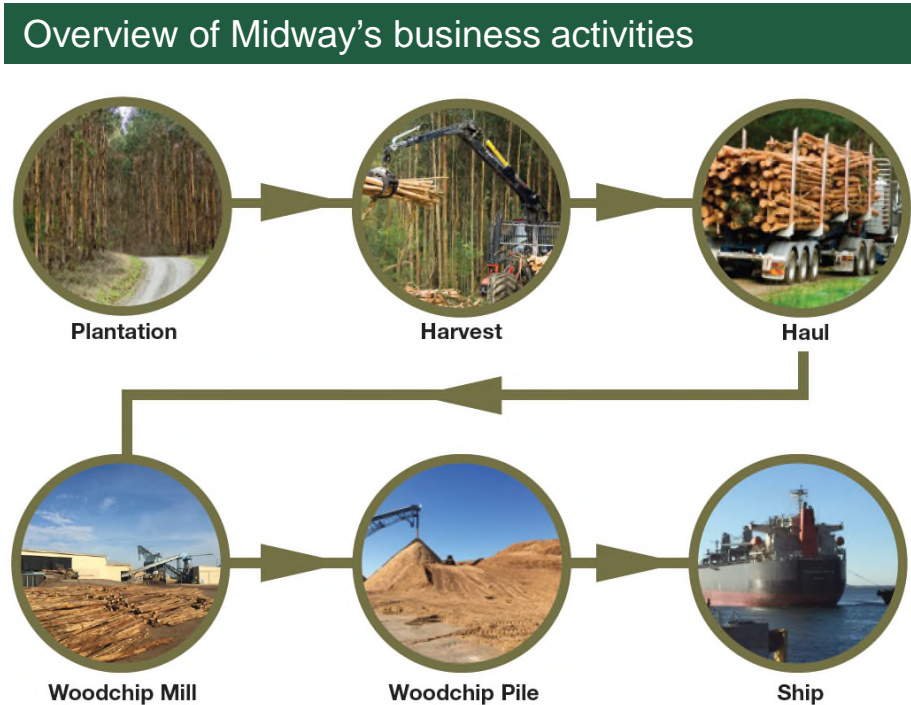 Overview of Midway's business activities
Plantation
Harvest
Haul
Woodchip Mill
Woodchip Pile
Ship